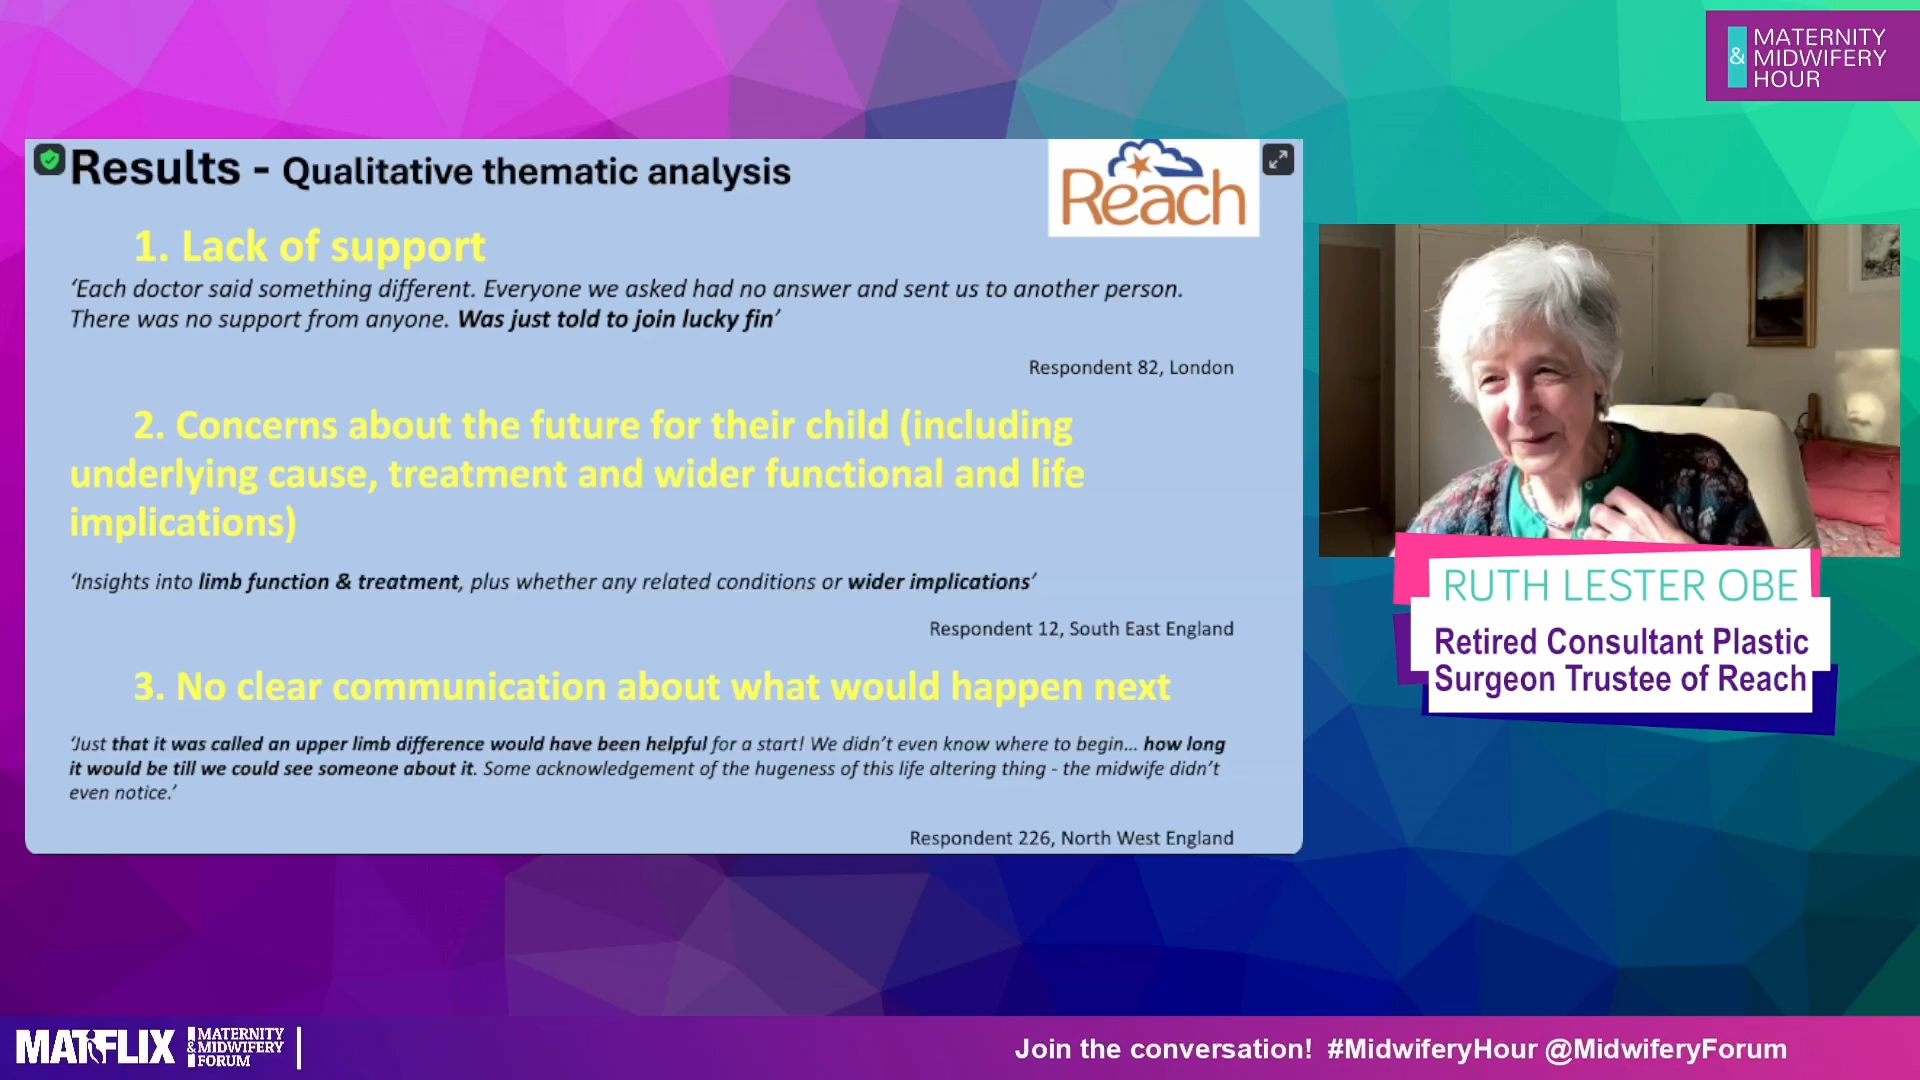 &
MATERNITY
MIDWIFERY
HOUR
Results - Qualitative thematic analysis
Reach
1. Lack of support
‘Each doctor said something different. Everyone we asked had no answer and sent us to another person.
There was no support from anyone. Was just told to join lucky fin’
Respondent 82, London
2. Concerns about the future for their child (including
underlying cause, treatment and wider functional and life
implications)
‘Insights into limb function & treatment, plus whether any related conditions or wider implications’
Respondent 12, South East England
3. No clear communication about what would happen next
‘Just that it was called an upper limb difference would have been helpful for a start! We didn’t even know where to begin... how long
it would be till we could see someone about it. Some acknowledgement of the hugeness of this life altering thing - the midwife didn’t
even notice.’
Respondent 226, North West England
RUTH LESTER OBE
Retired Consultant Plastic
Surgeon Trustee of Reach
MATFLIX
MATERNITY
& MIDWIFERY
FORUM
Join the conversation! #MidwiferyHour @MidwiferyForum